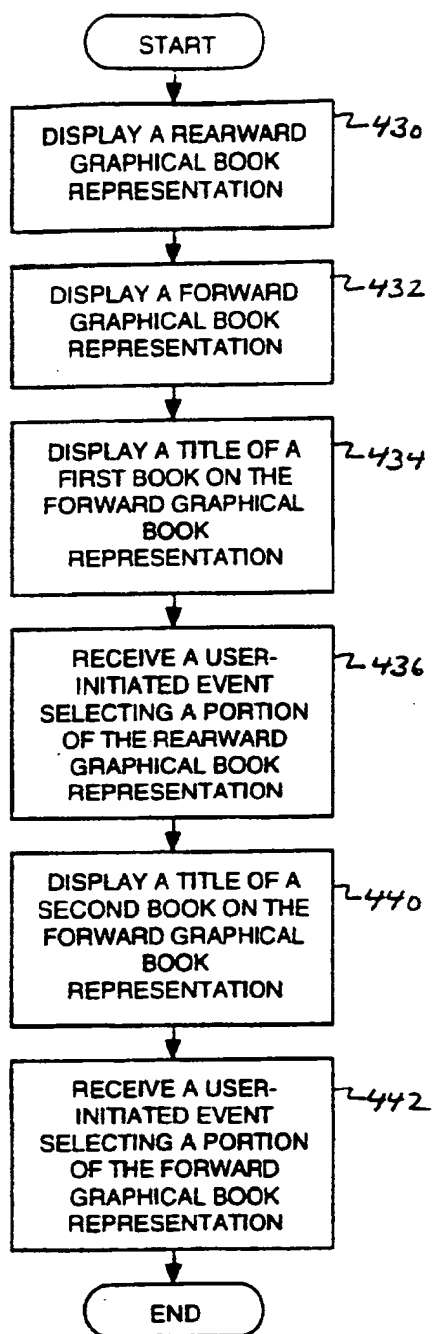 START
DISPLAY A REARWARD
GRAPHICAL BOOK
REPRESENTATION
430
DISPLAY A FORWARD
GRAPHICAL BOOK
REPRESENTATION
432
DISPLAY A TITLE OF A
FIRST BOOK ON THE
FORWARD GRAPHICAL
BOOK
REPRESENTATION
434
RECEIVE A USER-
INITIATED EVENT
SELECTING A PORTION
OF THE REARWARD
GRAPHICAL BOOK
REPRESENTATION
436
DISPLAY A TITLE OF A
SECOND BOOK ON THE
FORWARD GRAPHICAL
BOOK
REPRESENTATION
440
RECEIVE A USER-
INITIATED EVENT
SELECTING A PORTION
OF THE FORWARD
GRAPHICAL BOOK
REPRESENTATION
442
END